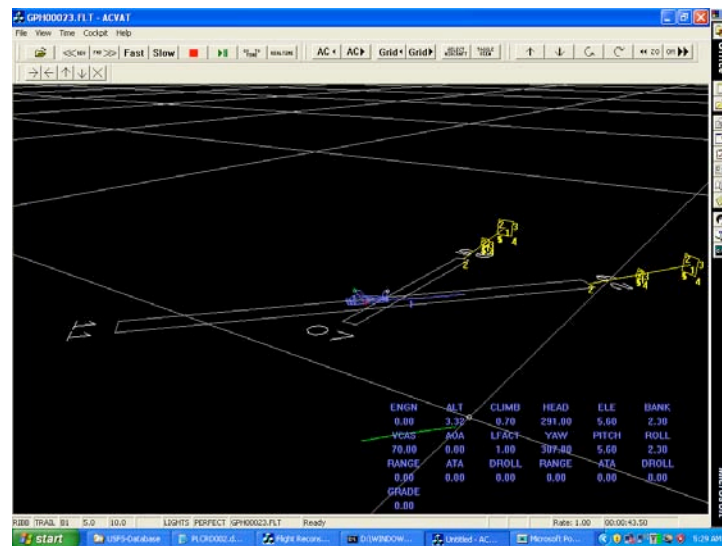 GPH00023.FLT - ACVAT
File View Time Cockpit Help
Fast Slow AC AC Grid Grid
ENGN ALT CLIMB HEAD ELE BANK
0.00 3.32 0.70 291.00 5.60 2.30
VCAS AOA LFACT YAW PITCH ROLL
70.00 0.00 1.00 307.00 5.60 2.30
RANGE ATA DROLL RANGE ATA DROLL
0.00 0.00 0.00 0.00 0.00 0.00
GRADE
0.00
RIBB TRAIL B1 5.0 10.0 LIGHTS PERFECT GPH00023.FLT Ready Rate: 1.00 00:00:43.50
start USFS-Database PLCRD002.d... Flight Recons... D:\WINDOW... Untitled - AC... Microsoft Po... 5:29 AM